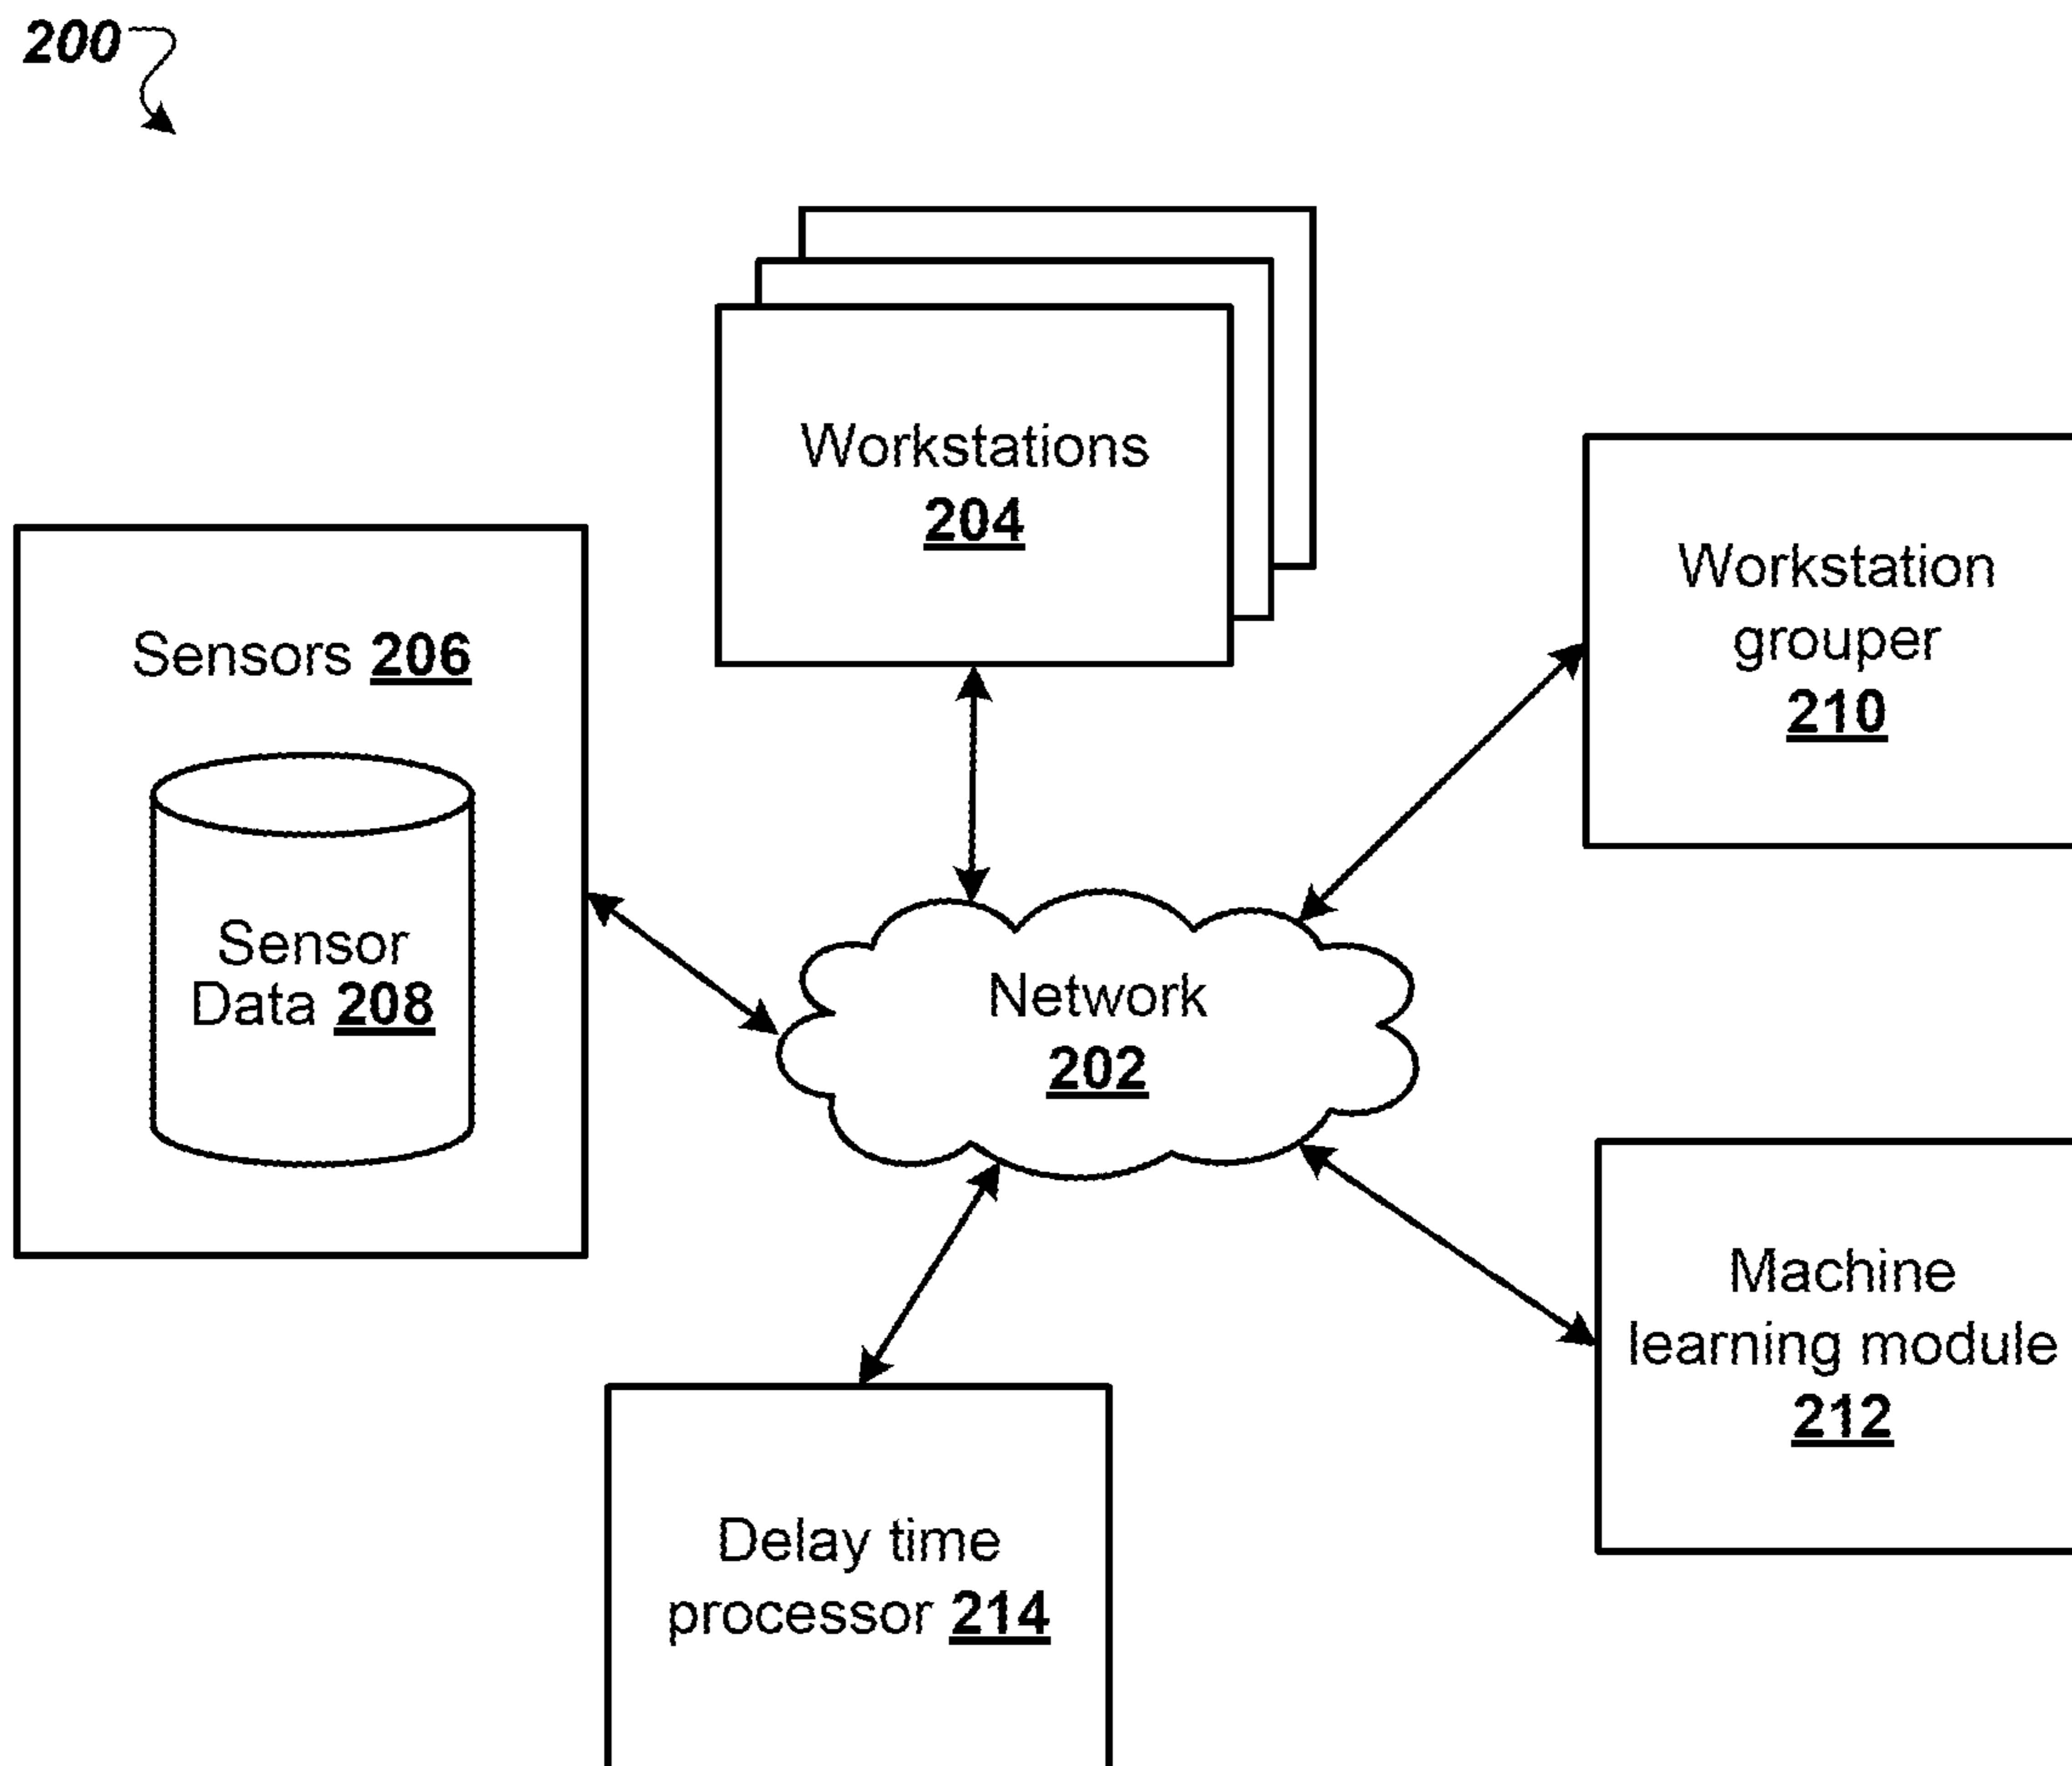 200
Workstations
204
Workstation
grouper
210
Sensors 206
Sensor
Data 208
Network
202
Machine
learning module
212
Delay time
processor 214